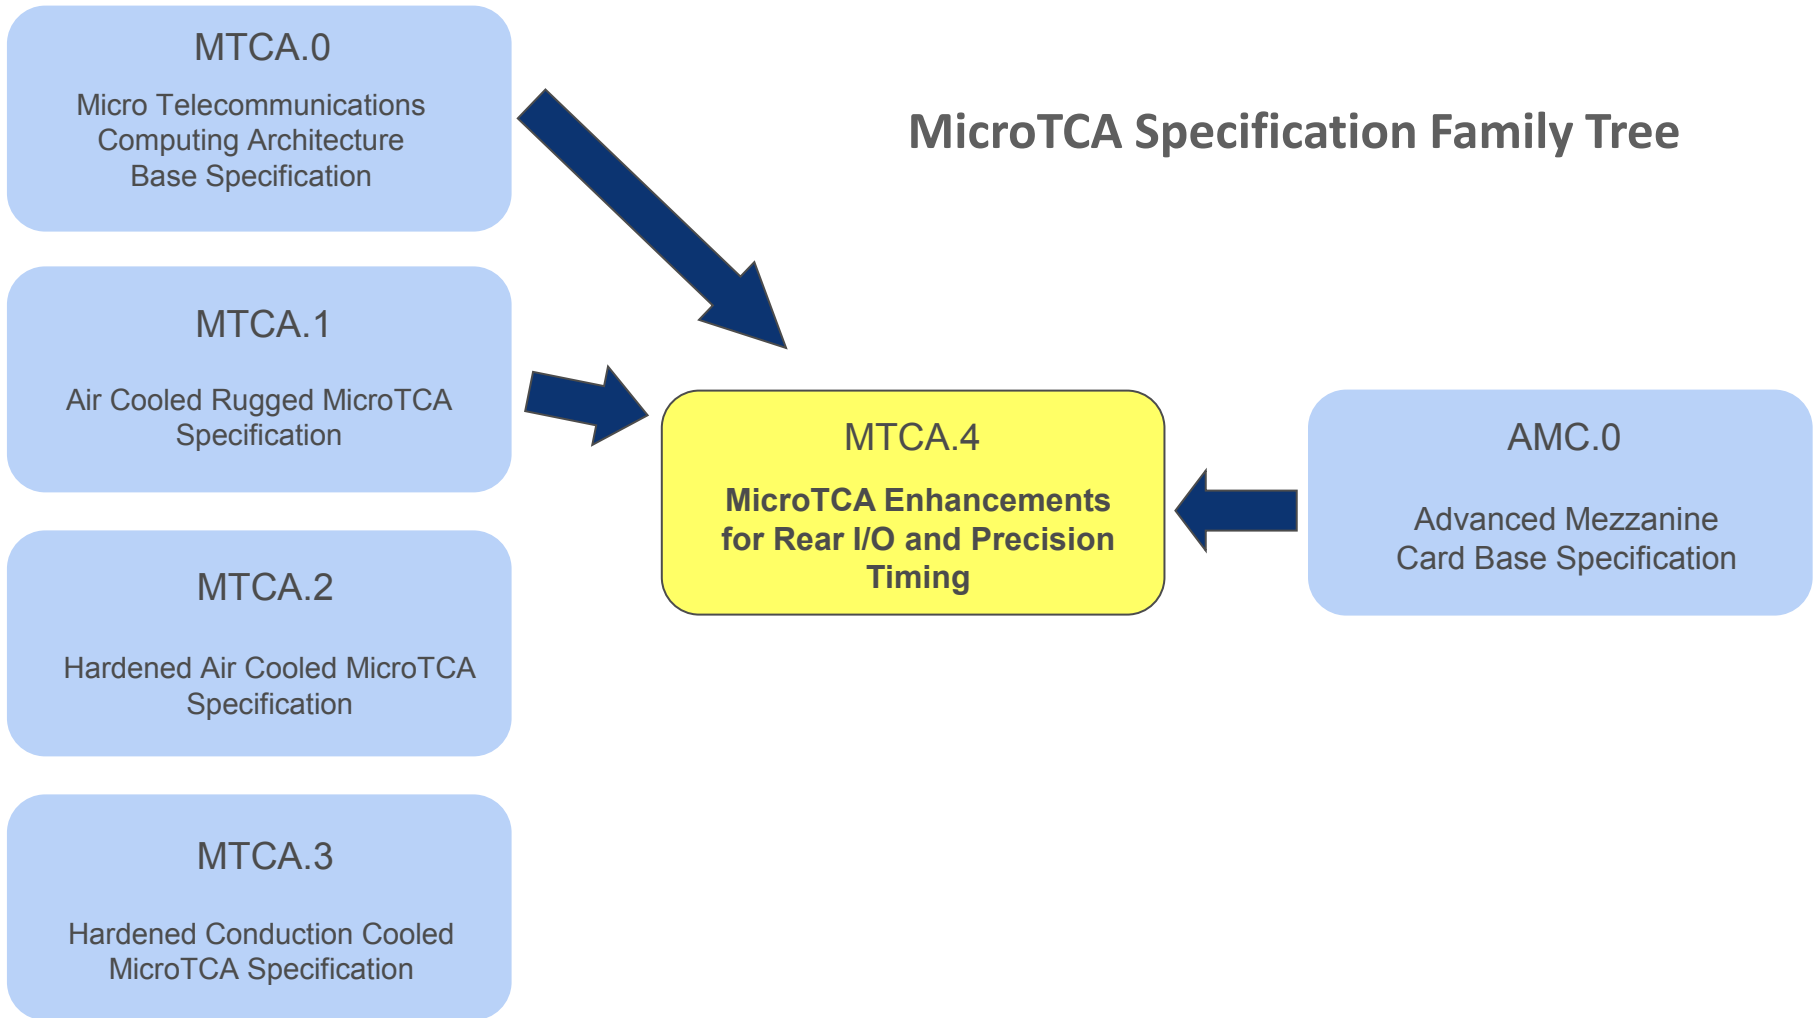 MTCA.0
Micro Telecommunications
Computing Architecture
Base Specification
MicroTCA Specification Family Tree
MTCA.1
Air Cooled Rugged MicroTCA
Specification
MTCA.4
MicroTCA Enhancements
for Rear I/O and Precision
Timing
AMC.0
Advanced Mezzanine
Card Base Specification
MTCA.2
Hardened Air Cooled MicroTCA
Specification
MTCA.3
Hardened Conduction Cooled
MicroTCA Specification